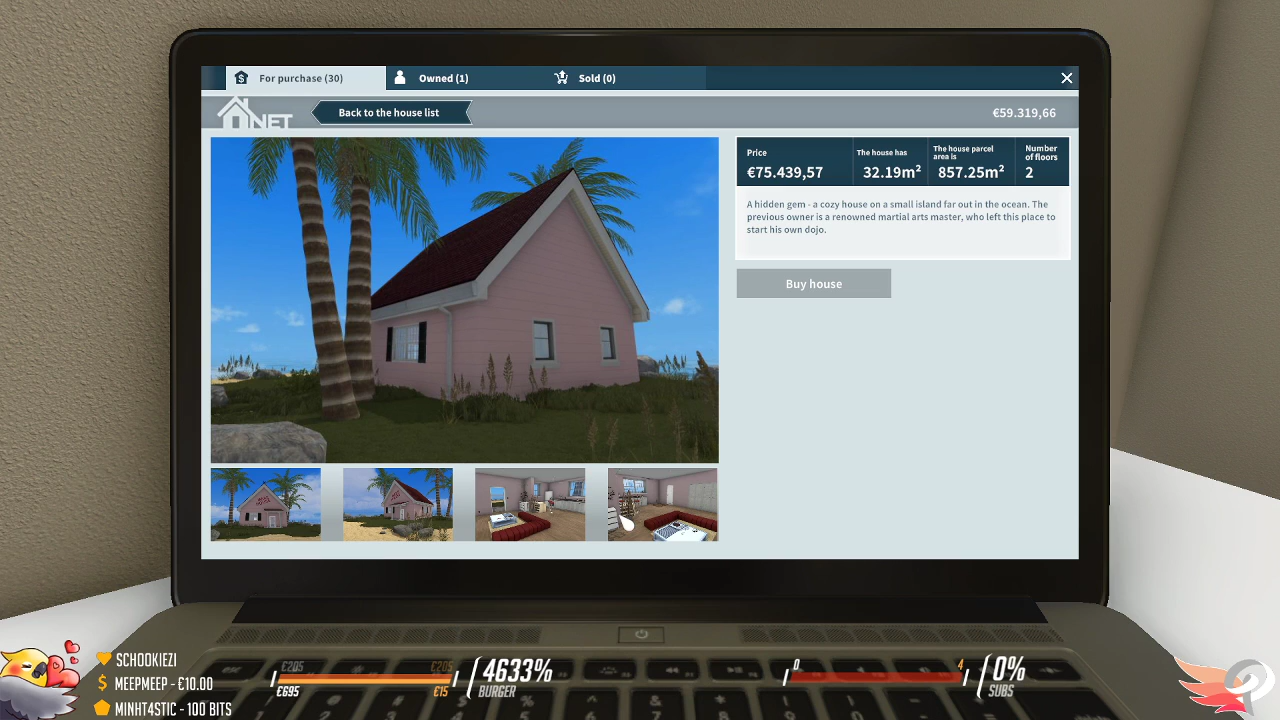 For purchase (30)
Owned (1)
Sold (0)
NET
Back to the house list
€59.319,66
Price
€75.439,57
The house has
32.19m²
The house parcel
area is
857.25m²
Number
of floors
2
A hidden gem - a cozy house on a small island far out in the ocean. The
previous owner is a renowned martial arts master, who left this place to
start his own dojo.
Buy house
SCHOOKIEZI
MEEPMEEP - €10.00
MINHT4STIC - 100 BITS
€205
€205
€695
€15
4633%
BURGER
0
4
0%
SUBS